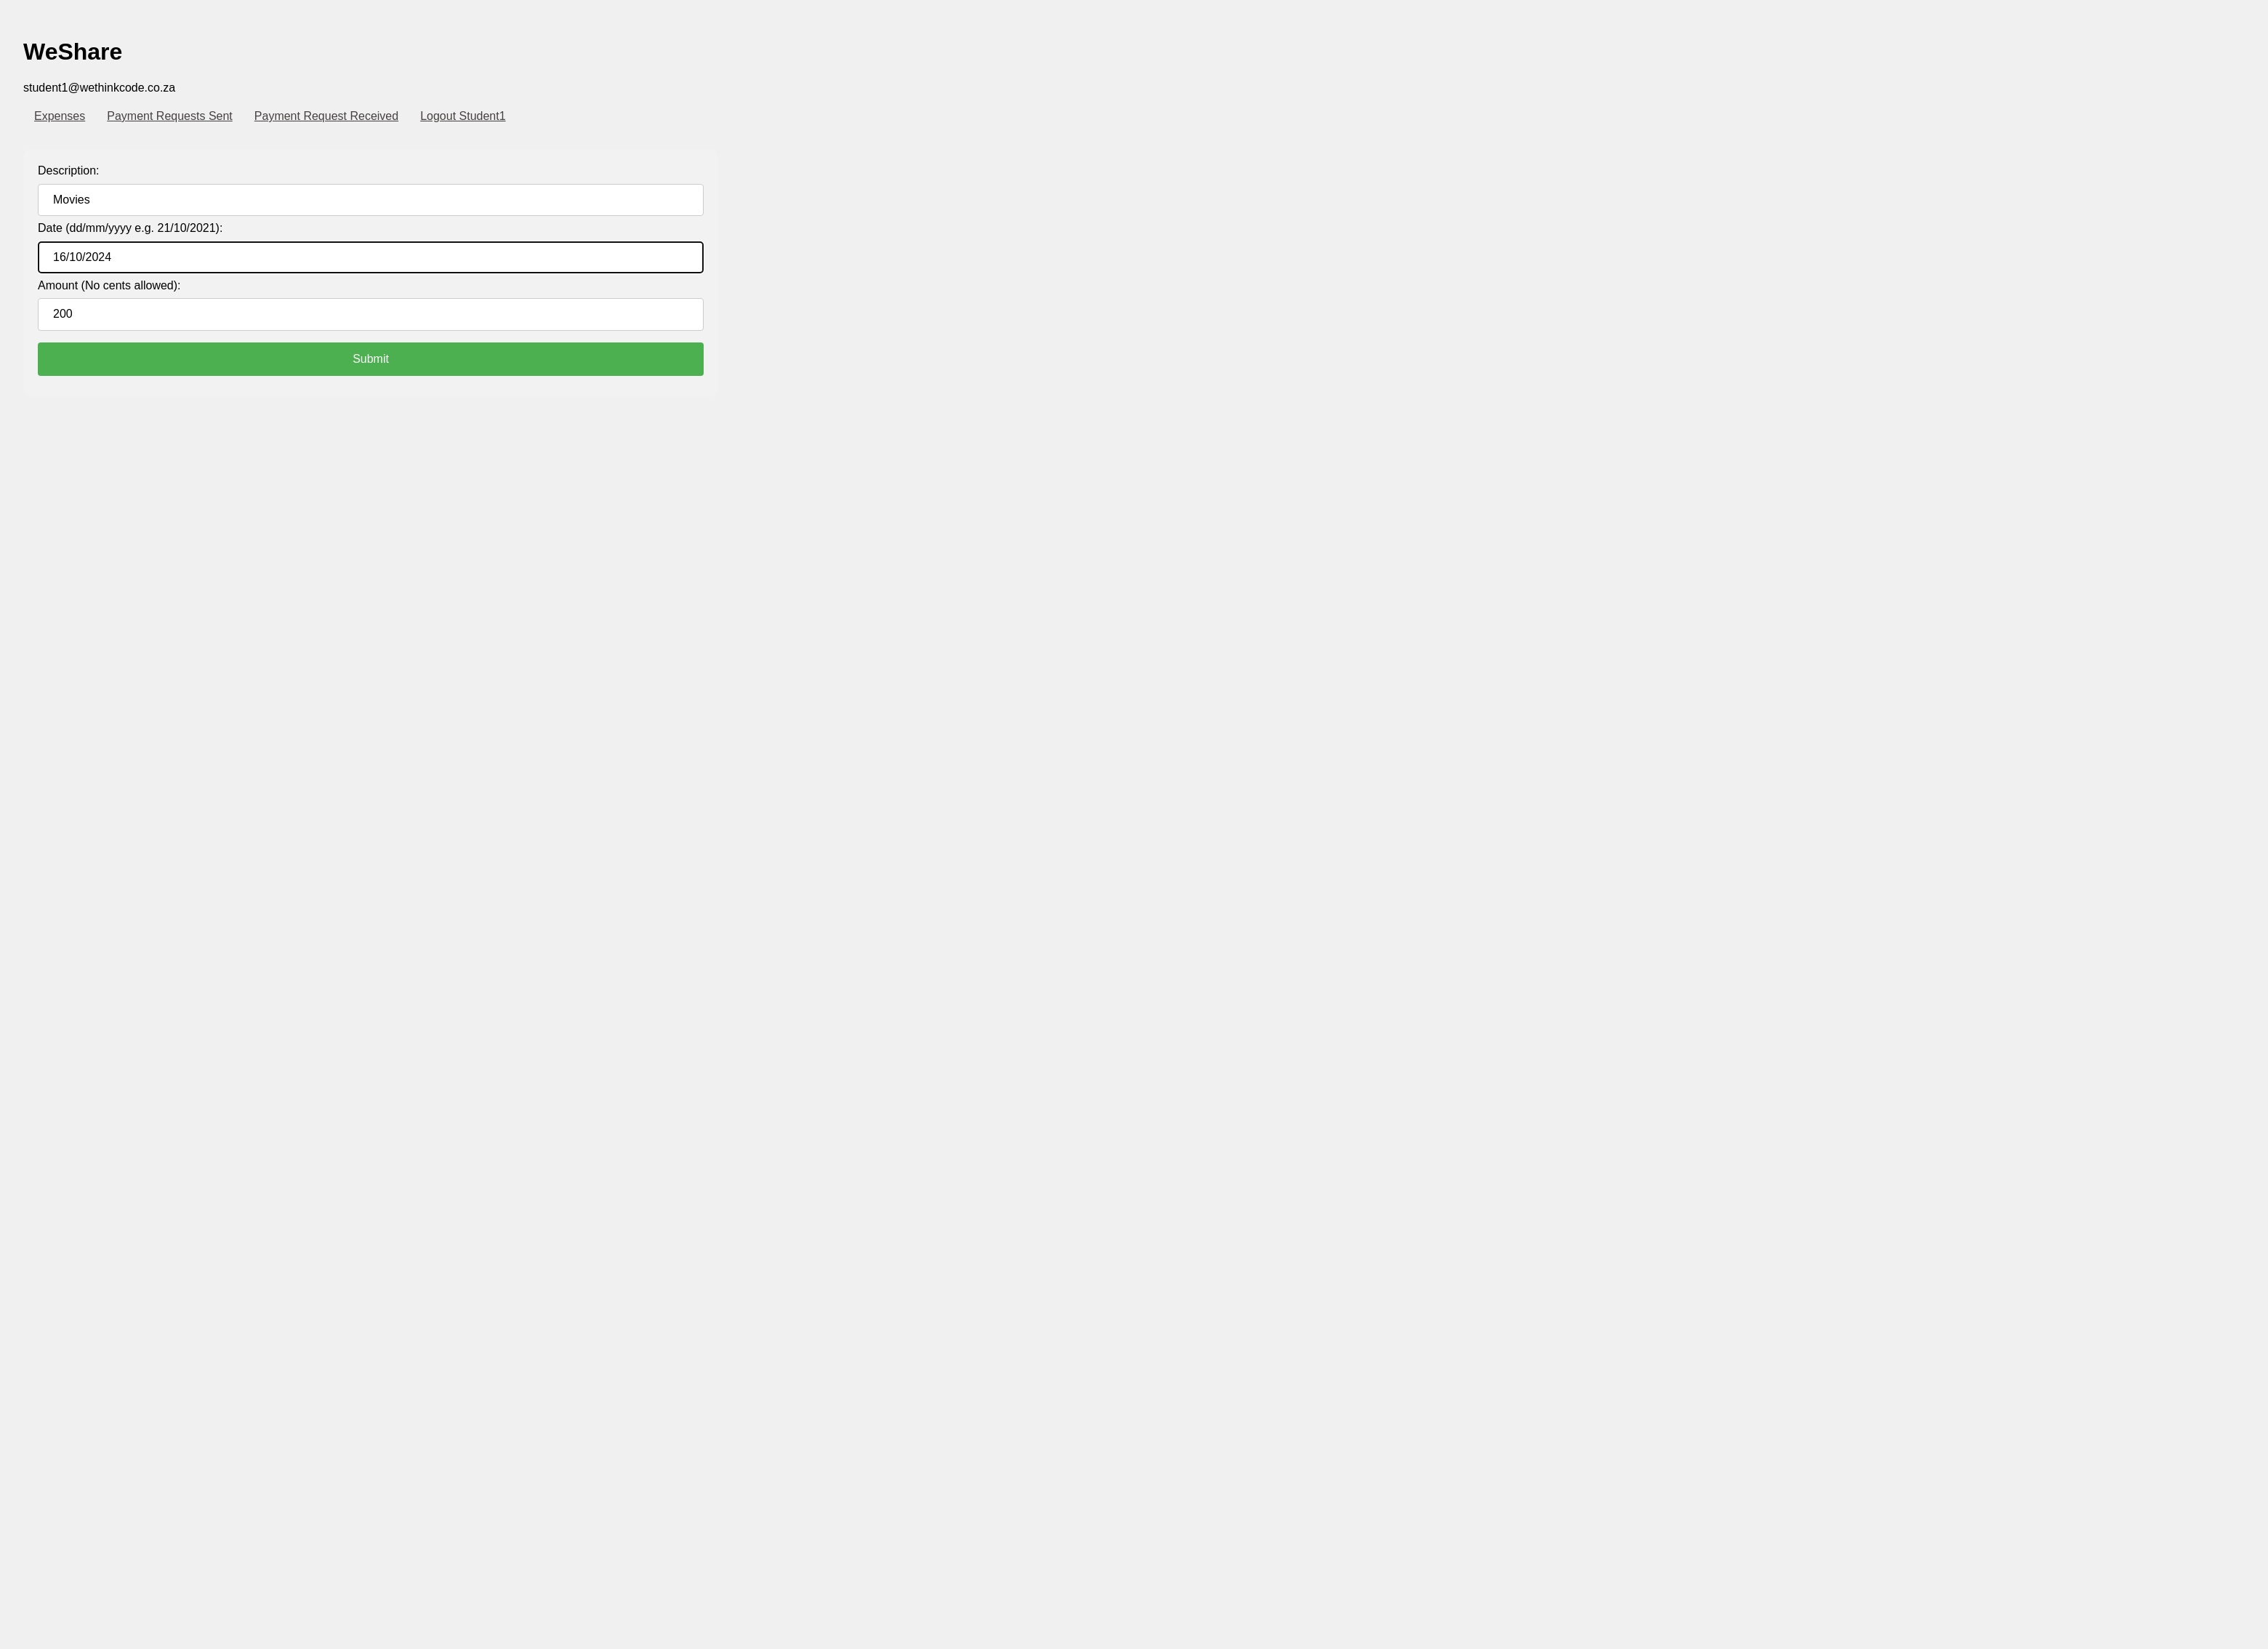 WeShare
student1@wethinkcode.co.za
Expenses Payment Requests Sent Payment Request Received Logout Student1
Description:
Movies
Date (dd/mm/yyyy e.g. 21/10/2021):
16/10/2024
Amount (No cents allowed):
200
Submit